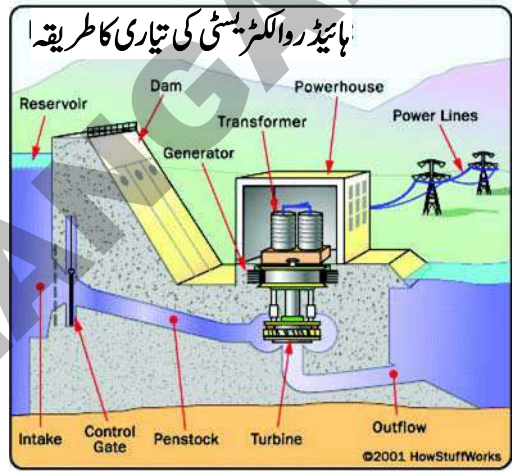 ہائیڈروالکٹریسٹی کی تیاری کا طریقہ
Reservoir
Dam
Powerhouse
Transformer
Power Lines
Generator
Intake
Control
Gate
Penstock
Turbine
Outflow
©2001 HowStuffWorks